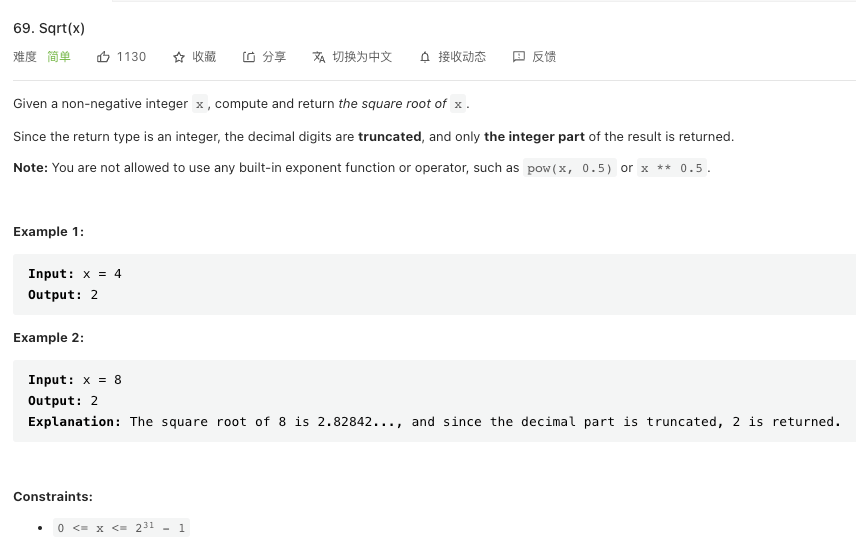 69. Sqrt(x)
难度 简单 1130 收藏 分享 切换为中文 接收动态 反馈
Given a non-negative integer x, compute and return the square root of x.
Since the return type is an integer, the decimal digits are truncated, and only the integer part of the result is returned.
Note: You are not allowed to use any built-in exponent function or operator, such as pow(x, 0.5) or x ** 0.5.
Example 1:
Input: x = 4
Output: 2
Example 2:
Input: x = 8
Output: 2
Explanation: The square root of 8 is 2.82842..., and since the decimal part is truncated, 2 is returned.
Constraints:
• 0 <= x <= 2³¹ - 1